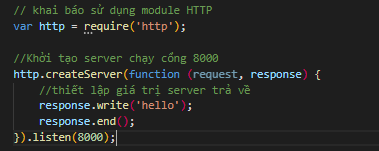 // khai báo sử dụng module HTTP
var http = require('http');
//Khởi tạo server chạy cổng 8000
http.createServer(function (request, response) {
//thiết lập giá trị server trả về
response.write('hello');
response.end();
}).listen(8000);